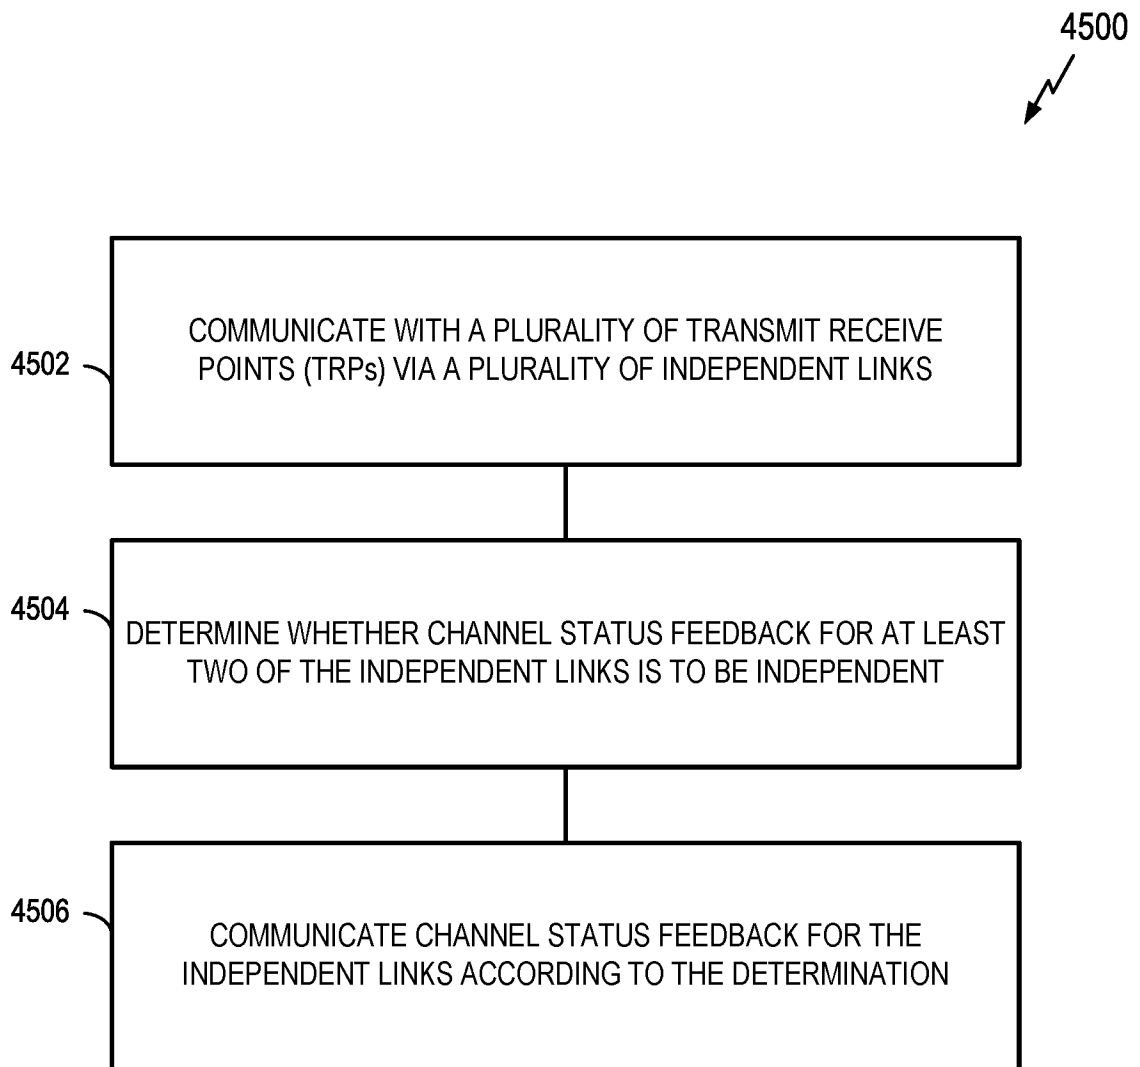 4500
COMMUNICATE WITH A PLURALITY OF TRANSMIT RECEIVE
POINTS (TRPs) VIA A PLURALITY OF INDEPENDENT LINKS
4502
4504
DETERMINE WHETHER CHANNEL STATUS FEEDBACK FOR AT LEAST
TWO OF THE INDEPENDENT LINKS IS TO BE INDEPENDENT
4506
COMMUNICATE CHANNEL STATUS FEEDBACK FOR THE
INDEPENDENT LINKS ACCORDING TO THE DETERMINATION